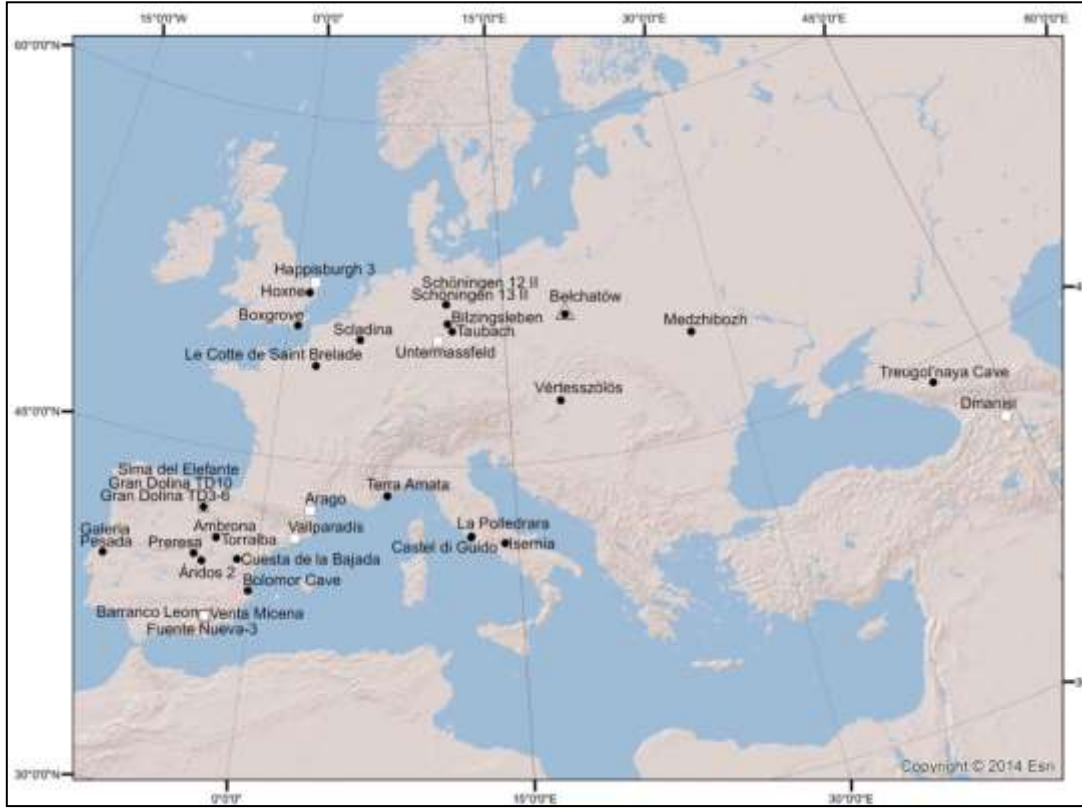 15°0'0"W
0°0'0"
15°0'0"E
30°0'0"E
45°0'0"E
60°0'0"E
60°0'0"N
Happisburgh 3
Hoxne
Schöningen 12 II
Schöningen 13 II
Bełchatów
Boxgrove
Bilzingsleben
Scladina
Taubach
Medzhibozh
Le Cotte de Saint Brelade
Untermassfeld
Treugol'naya Cave
Vértesszölös
Dmanisi
45°0'0"N
Sima del Elefante
Gran Dolina TD10
Terra Amata
Gran Dolina TD3-6
Arago
Ambrona
La Polledrara
Galeria
Pesada
Preresa
Torralba
Vallparadis
Castel di Guido
Isernia
Áridos 2
Cuesta de la Bajada
Bolomor Cave
Barranco Leon
Venta Micena
Fuente Nueva-3
30°0'0"N
Copyright © 2014 Esri
0°0'0"
15°0'0"E
30°0'0"E